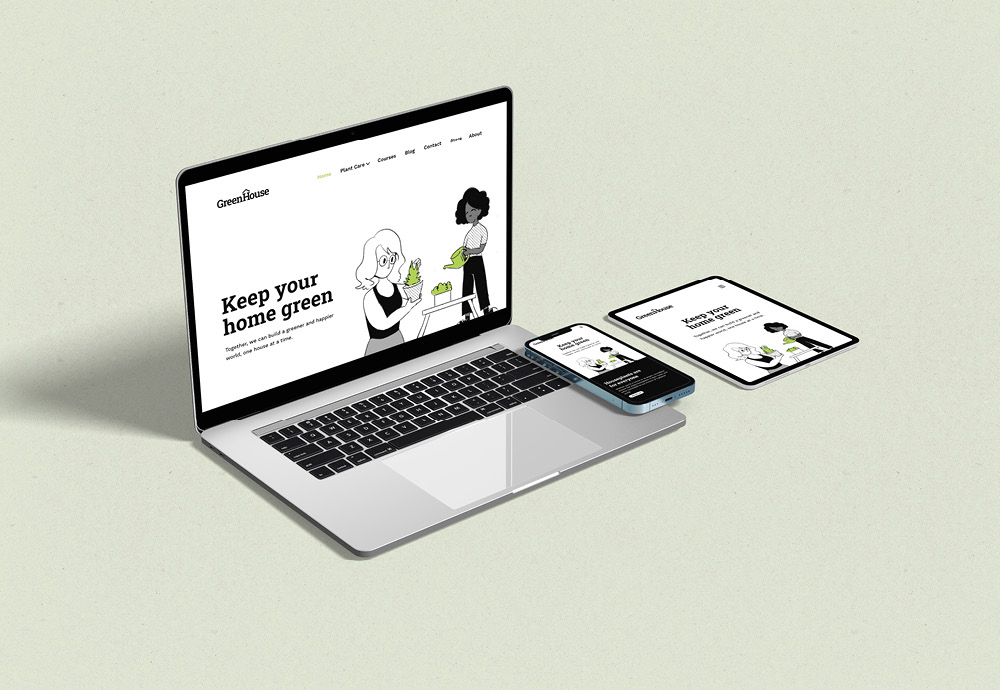 Home Plant Care Courses Blog Contact Store About
GreenHouse
Keep your
home green
Together, we can build a greener and happier
world, one house at a time.
Keep your
home green
Houseplants are
for everyone
GreenHouse
Keep your
home green
Together, we can build a greener and happier
world, one house at a time.